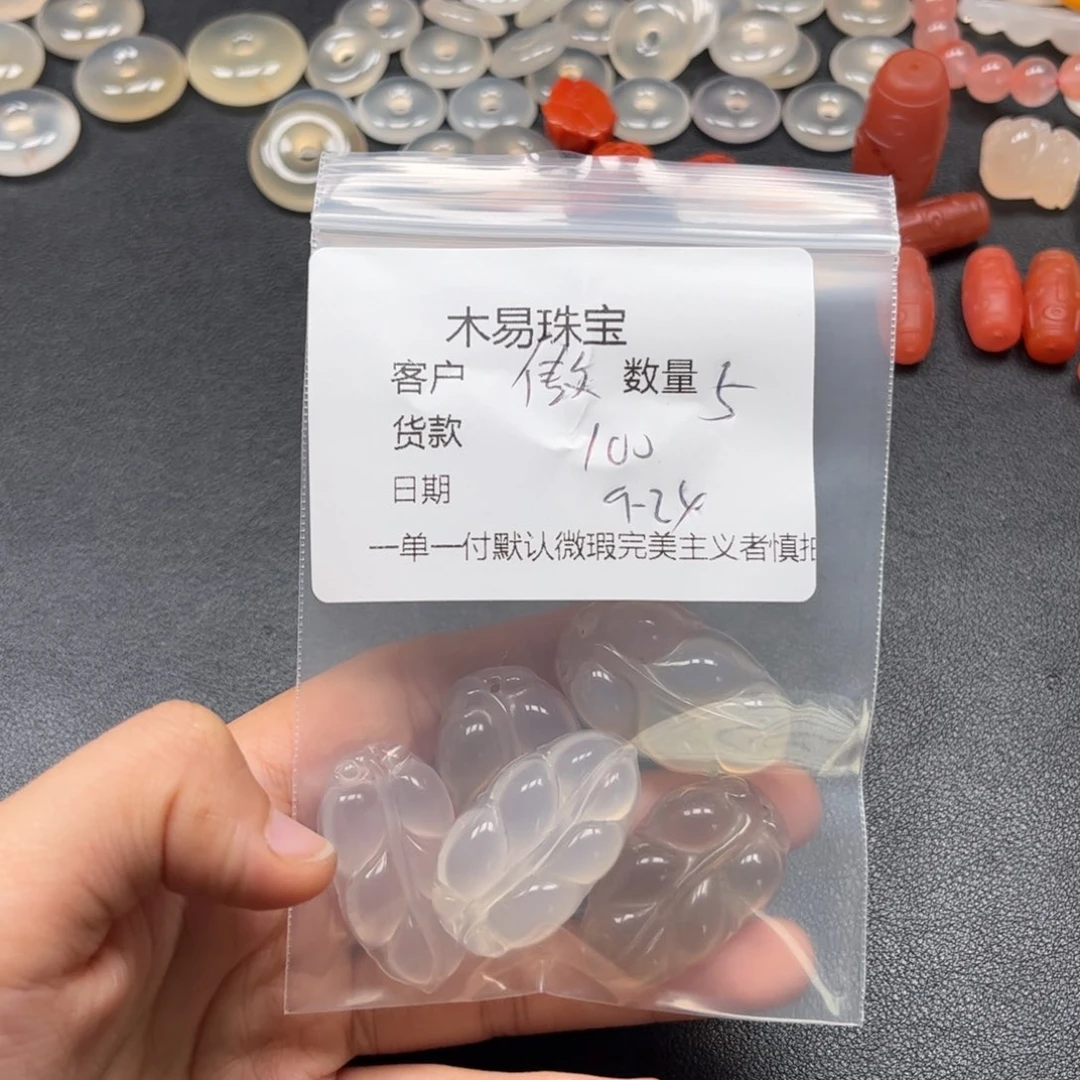 木易珠宝
客户 傲 数量 5
货款 100
日期 9-24
一单一付默认微瑕完美主义者慎拍